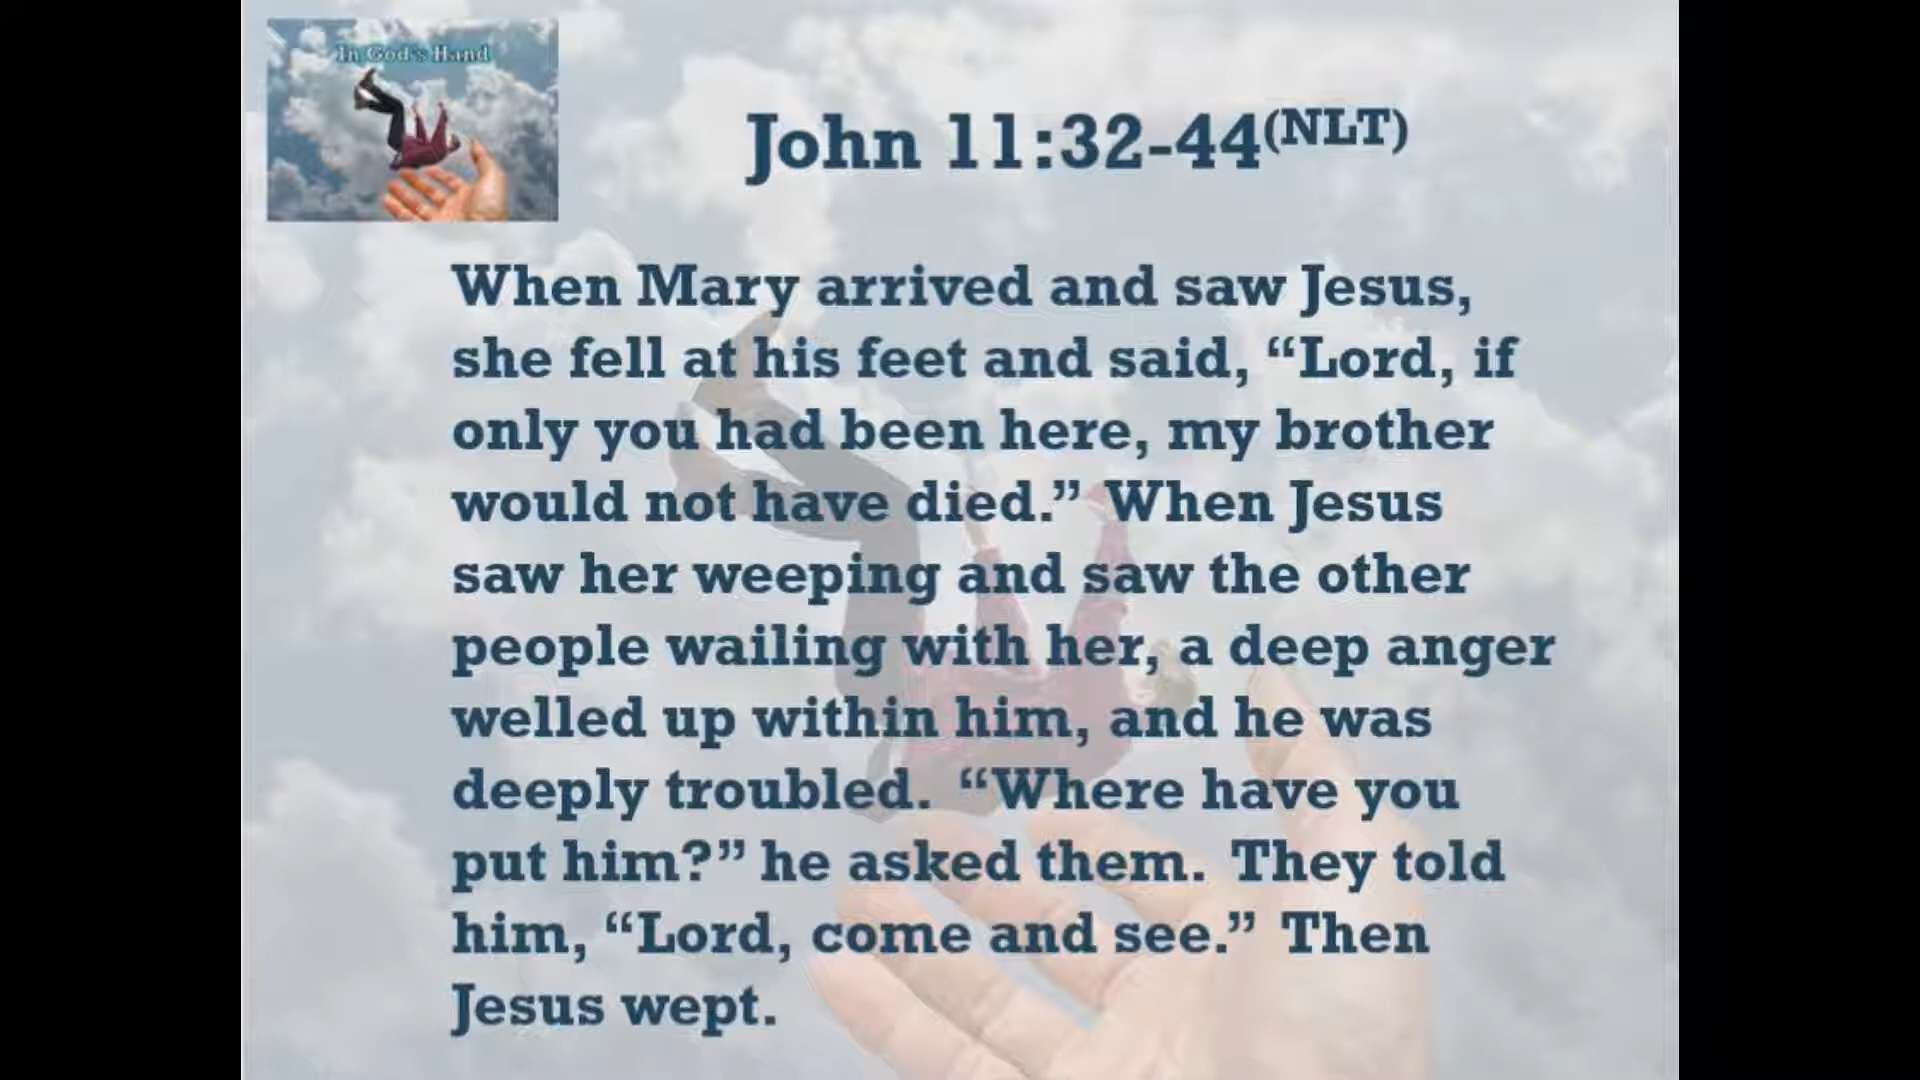 In God's Hand
John 11:32-44(NLT)
When Mary arrived and saw Jesus,
she fell at his feet and said, “Lord, if
only you had been here, my brother
would not have died.” When Jesus
saw her weeping and saw the other
people wailing with her, a deep anger
welled up within him, and he was
deeply troubled. “Where have you
put him?” he asked them. They told
him, “Lord, come and see.” Then
Jesus wept.